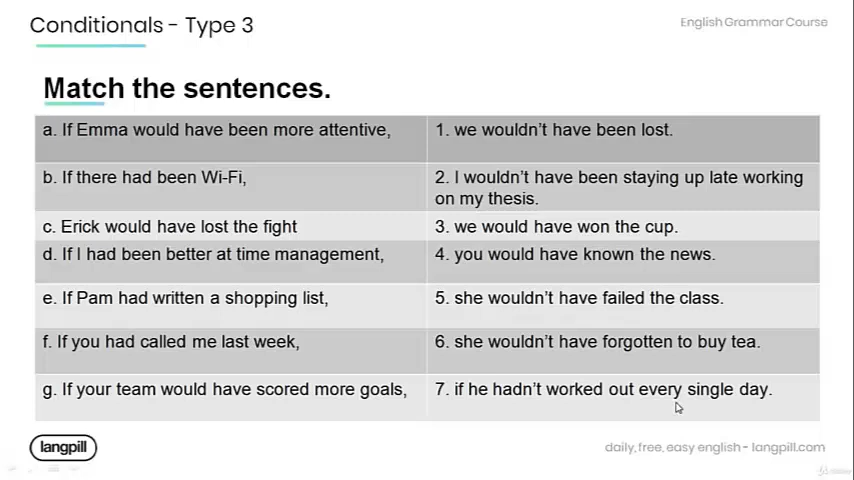 Conditionals - Type 3
English Grammar Course
Match the sentences.
a. If Emma would have been more attentive,
1. we wouldn't have been lost.
b. If there had been Wi-Fi,
2. I wouldn't have been staying up late working
on my thesis.
c. Erick would have lost the fight
3. we would have won the cup.
d. If I had been better at time management,
4. you would have known the news.
e. If Pam had written a shopping list,
5. she wouldn't have failed the class.
f. If you had called me last week,
6. she wouldn't have forgotten to buy tea.
g. If your team would have scored more goals,
7. if he hadn't worked out every single day.
langpill
daily, free, easy english - langpill.com